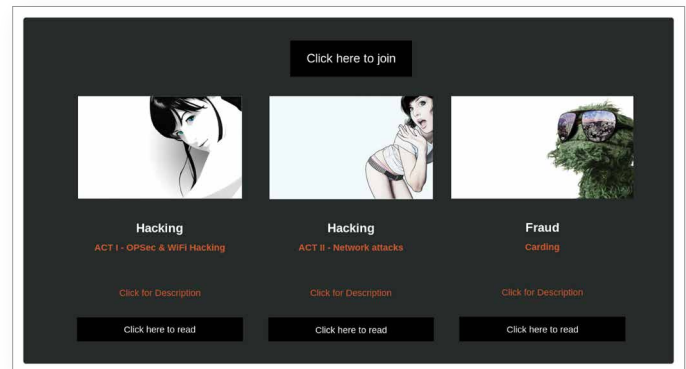 Click here to join
Hacking
ACT I - OPSec & WiFi Hacking
Click for Description
Click here to read
Hacking
ACT II - Network attacks
Click for Description
Click here to read
Fraud
Carding
Click for Description
Click here to read